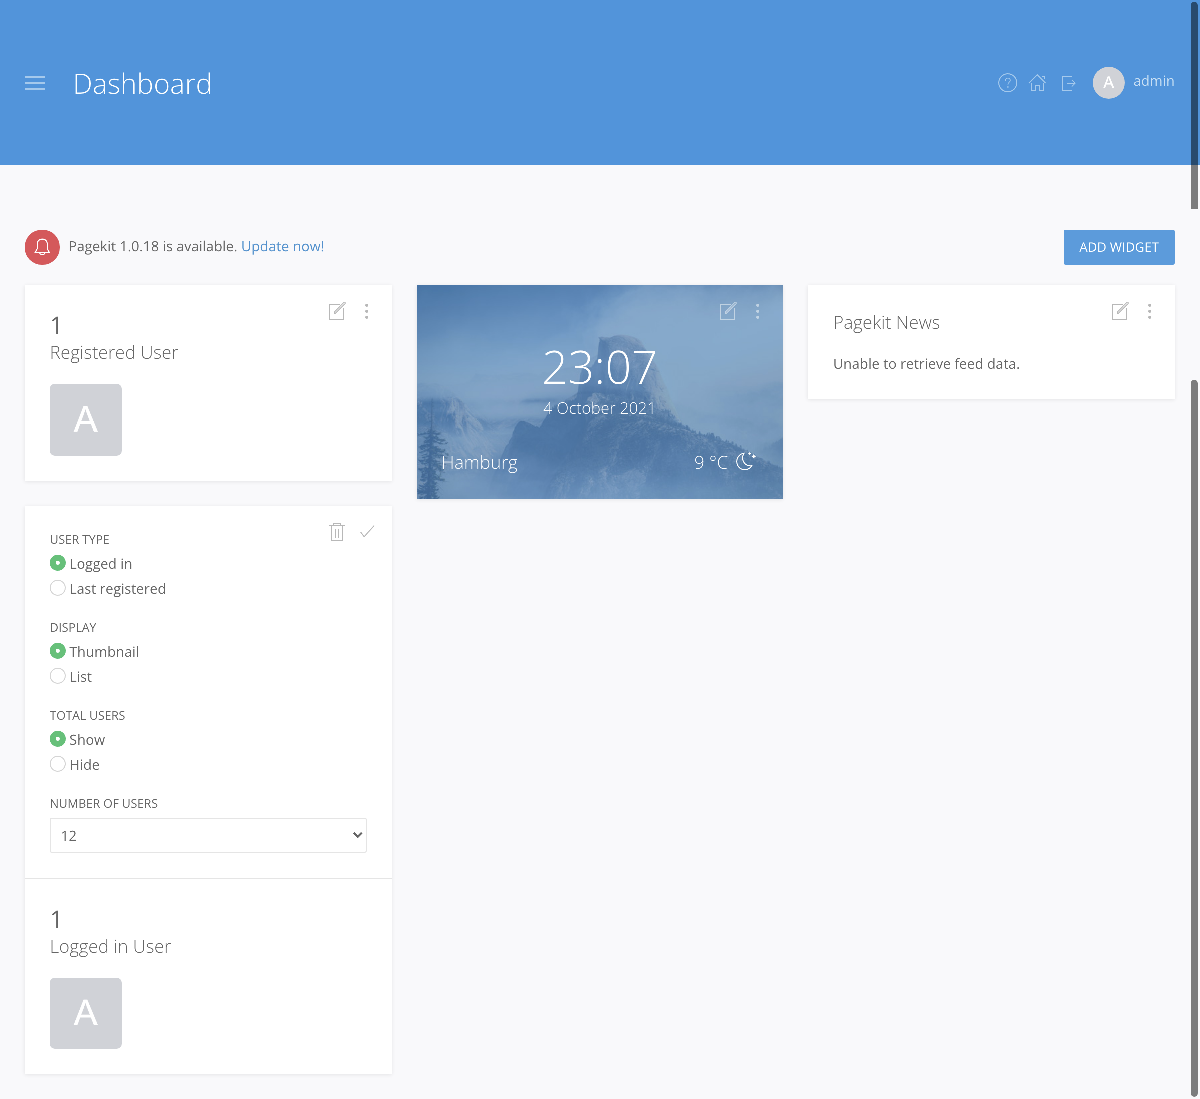 Dashboard
A admin
Pagekit 1.0.18 is available. Update now!
ADD WIDGET
1
Registered User
A
23:07
4 October 2021
Hamburg
9 °C
Pagekit News
Unable to retrieve feed data.
USER TYPE
Logged in
Last registered
DISPLAY
Thumbnail
List
TOTAL USERS
Show
Hide
NUMBER OF USERS
12
1
Logged in User
A